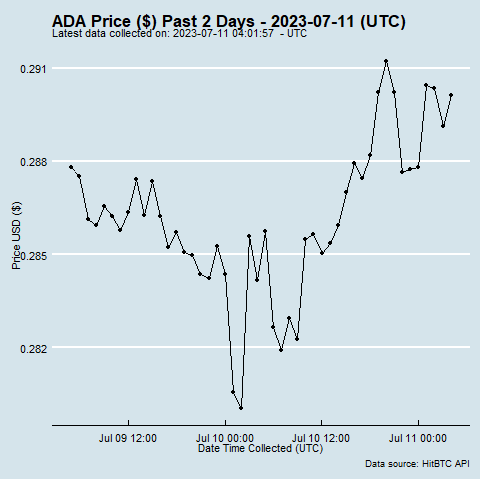 ADA Price ($) Past 2 Days - 2023-07-11 (UTC)
Latest data collected on: 2023-07-11 04:01:57 - UTC
0.291
0.288
0.285
0.282
Price USD ($)
Jul 09 12:00
Jul 10 00:00
Jul 10 12:00
Jul 11 00:00
Date Time Collected (UTC)
Data source: HitBTC API